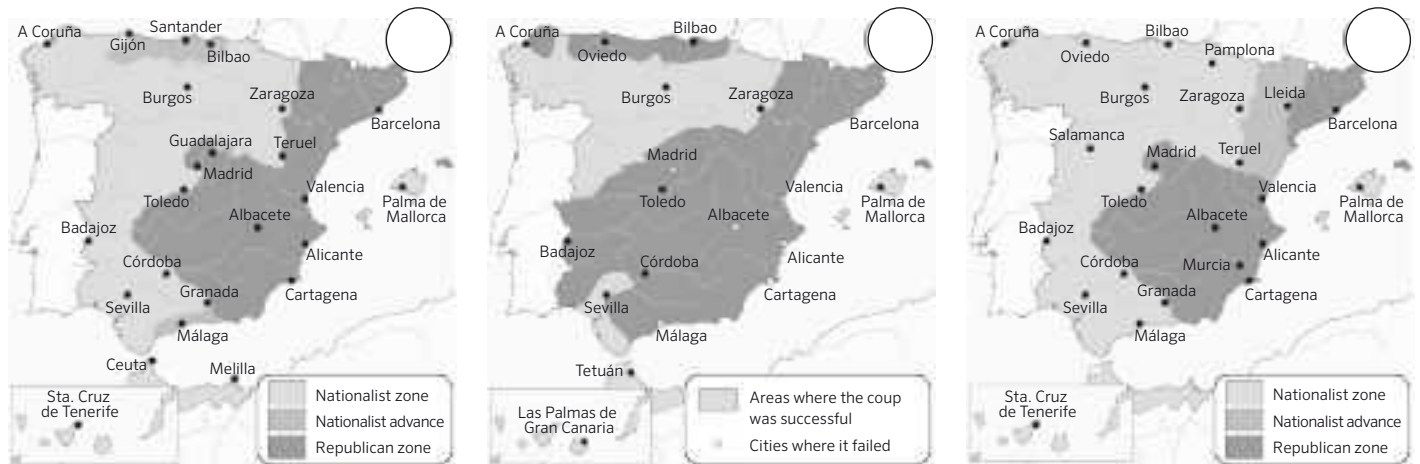 A Coruña
Santander
Gijón
Bilbao
Burgos
Zaragoza
Barcelona
Guadalajara
Teruel
Madrid
Toledo
Valencia
Palma de
Mallorca
Albacete
Badajoz
Alicante
Córdoba
Granada
Cartagena
Sevilla
Málaga
Ceuta
Melilla
Sta. Cruz
de Tenerife
Nationalist zone
Nationalist advance
Republican zone
A Coruña
Bilbao
Oviedo
Burgos
Zaragoza
Barcelona
Madrid
Toledo
Valencia
Palma de
Mallorca
Albacete
Badajoz
Alicante
Córdoba
Cartagena
Sevilla
Málaga
Tetuán
Las Palmas de
Gran Canaria
Areas where the coup
was successful
Cities where it failed
A Coruña
Bilbao
Oviedo
Pamplona
Burgos
Zaragoza
Lleida
Barcelona
Salamanca
Madrid
Teruel
Toledo
Valencia
Palma de
Mallorca
Albacete
Badajoz
Alicante
Córdoba
Murcia
Granada
Cartagena
Sevilla
Málaga
Sta. Cruz
de Tenerife
Nationalist zone
Nationalist advance
Republican zone